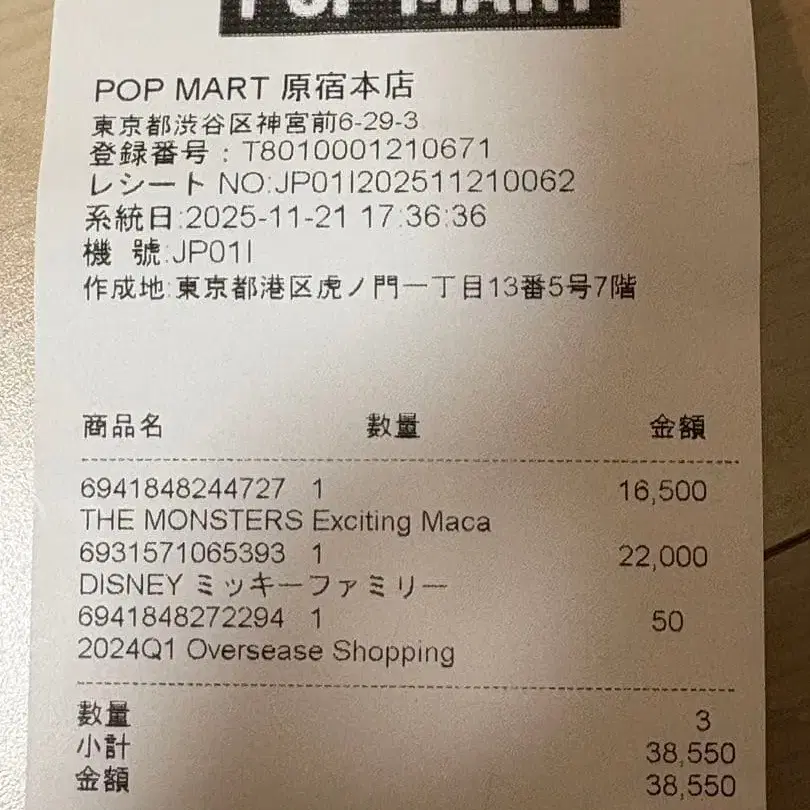 POP MART
POP MART 原宿本店
東京都渋谷区神宮前6-29-3
登録番号：T8010001210671
レシート NO:JP01I202511210062
系統日:2025-11-21 17:36:36
機 號:JP01I
作成地:東京都港区虎ノ門一丁目13番5号7階
商品名 數量 金額
6941848244727 1 16,500
THE MONSTERS Exciting Maca
6931571065393 1 22,000
DISNEY ミッキーファミリー
6941848272294 1 50
2024Q1 Oversease Shopping
數量 3
小計 38,550
金額 38,550